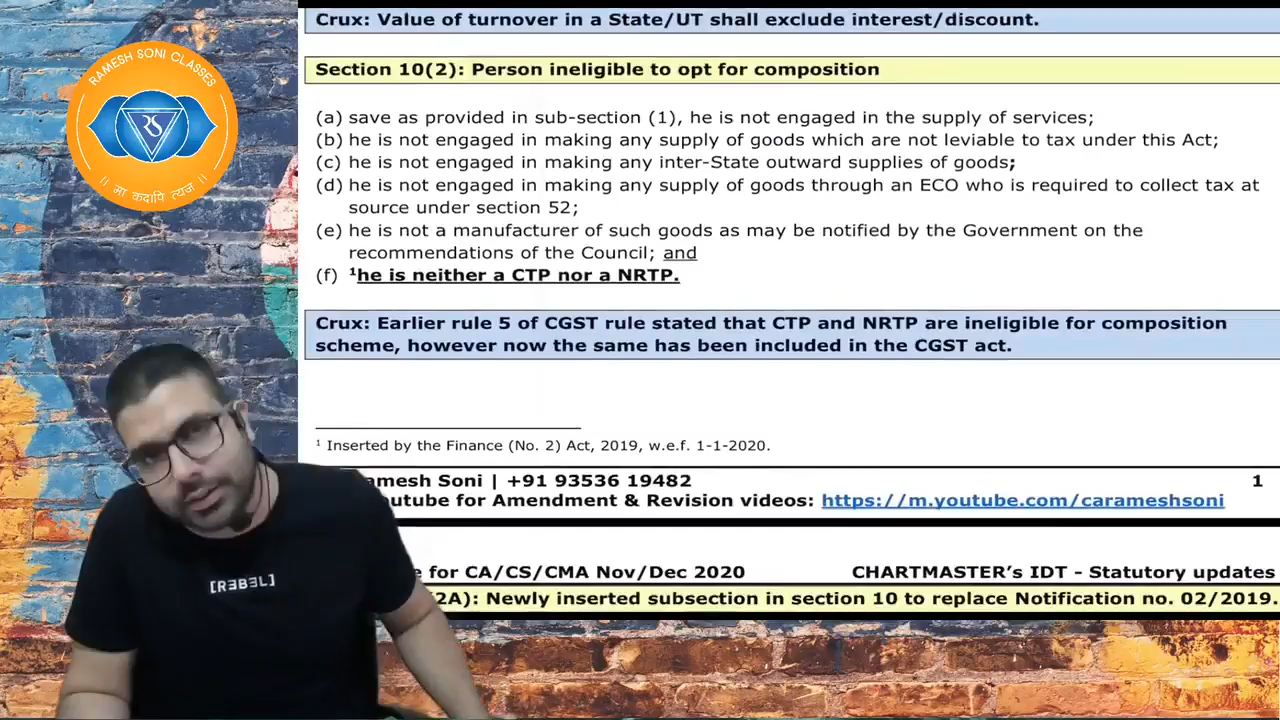 Crux: Value of turnover in a State/UT shall exclude interest/discount.
RAMESH SONI CLASSES
RS
|| मा कदापि त्यज ||
Section 10(2): Person ineligible to opt for composition
(a) save as provided in sub-section (1), he is not engaged in the supply of services;
(b) he is not engaged in making any supply of goods which are not leviable to tax under this Act;
(c) he is not engaged in making any inter-State outward supplies of goods;
(d) he is not engaged in making any supply of goods through an ECO who is required to collect tax at
source under section 52;
(e) he is not a manufacturer of such goods as may be notified by the Government on the
recommendations of the Council; and
(f) ¹he is neither a CTP nor a NRTP.
Crux: Earlier rule 5 of CGST rule stated that CTP and NRTP are ineligible for composition
scheme, however now the same has been included in the CGST act.
¹ Inserted by the Finance (No. 2) Act, 2019, w.e.f. 1-1-2020.
amesh Soni | +91 93536 19482 1
utube for Amendment & Revision videos: https://m.youtube.com/carameshsoni
for CA/CS/CMA Nov/Dec 2020 CHARTMASTER’s IDT - Statutory updates
2A): Newly inserted subsection in section 10 to replace Notification no. 02/2019.
[RƎBƎL]